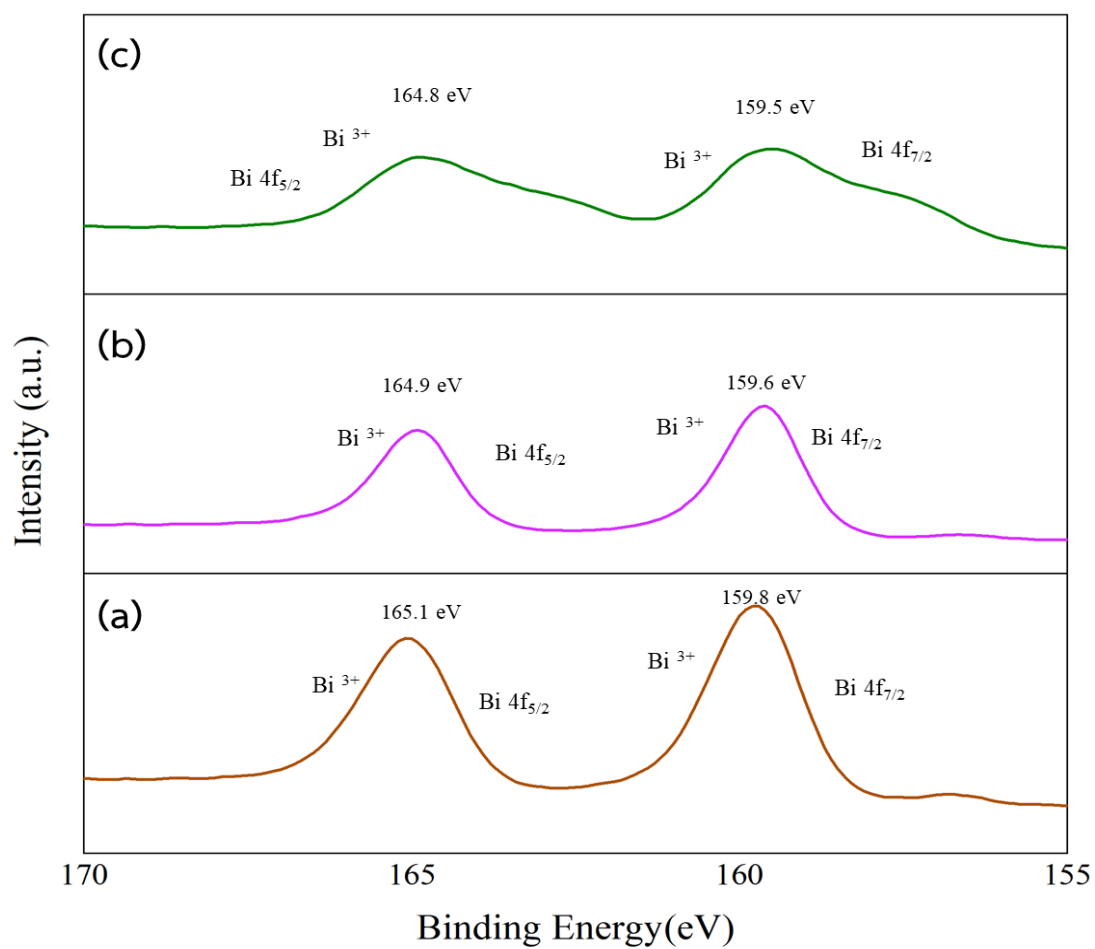 (c)
164.8 eV
159.5 eV
Bi ³⁺
Bi 4f₅/₂
Bi ³⁺
Bi 4f₇/₂
(b)
164.9 eV
159.6 eV
Bi ³⁺
Bi 4f₅/₂
Bi ³⁺
Bi 4f₇/₂
(a)
165.1 eV
159.8 eV
Bi ³⁺
Bi 4f₅/₂
Bi ³⁺
Bi 4f₇/₂
Intensity (a.u.)
170 165 160 155
Binding Energy(eV)